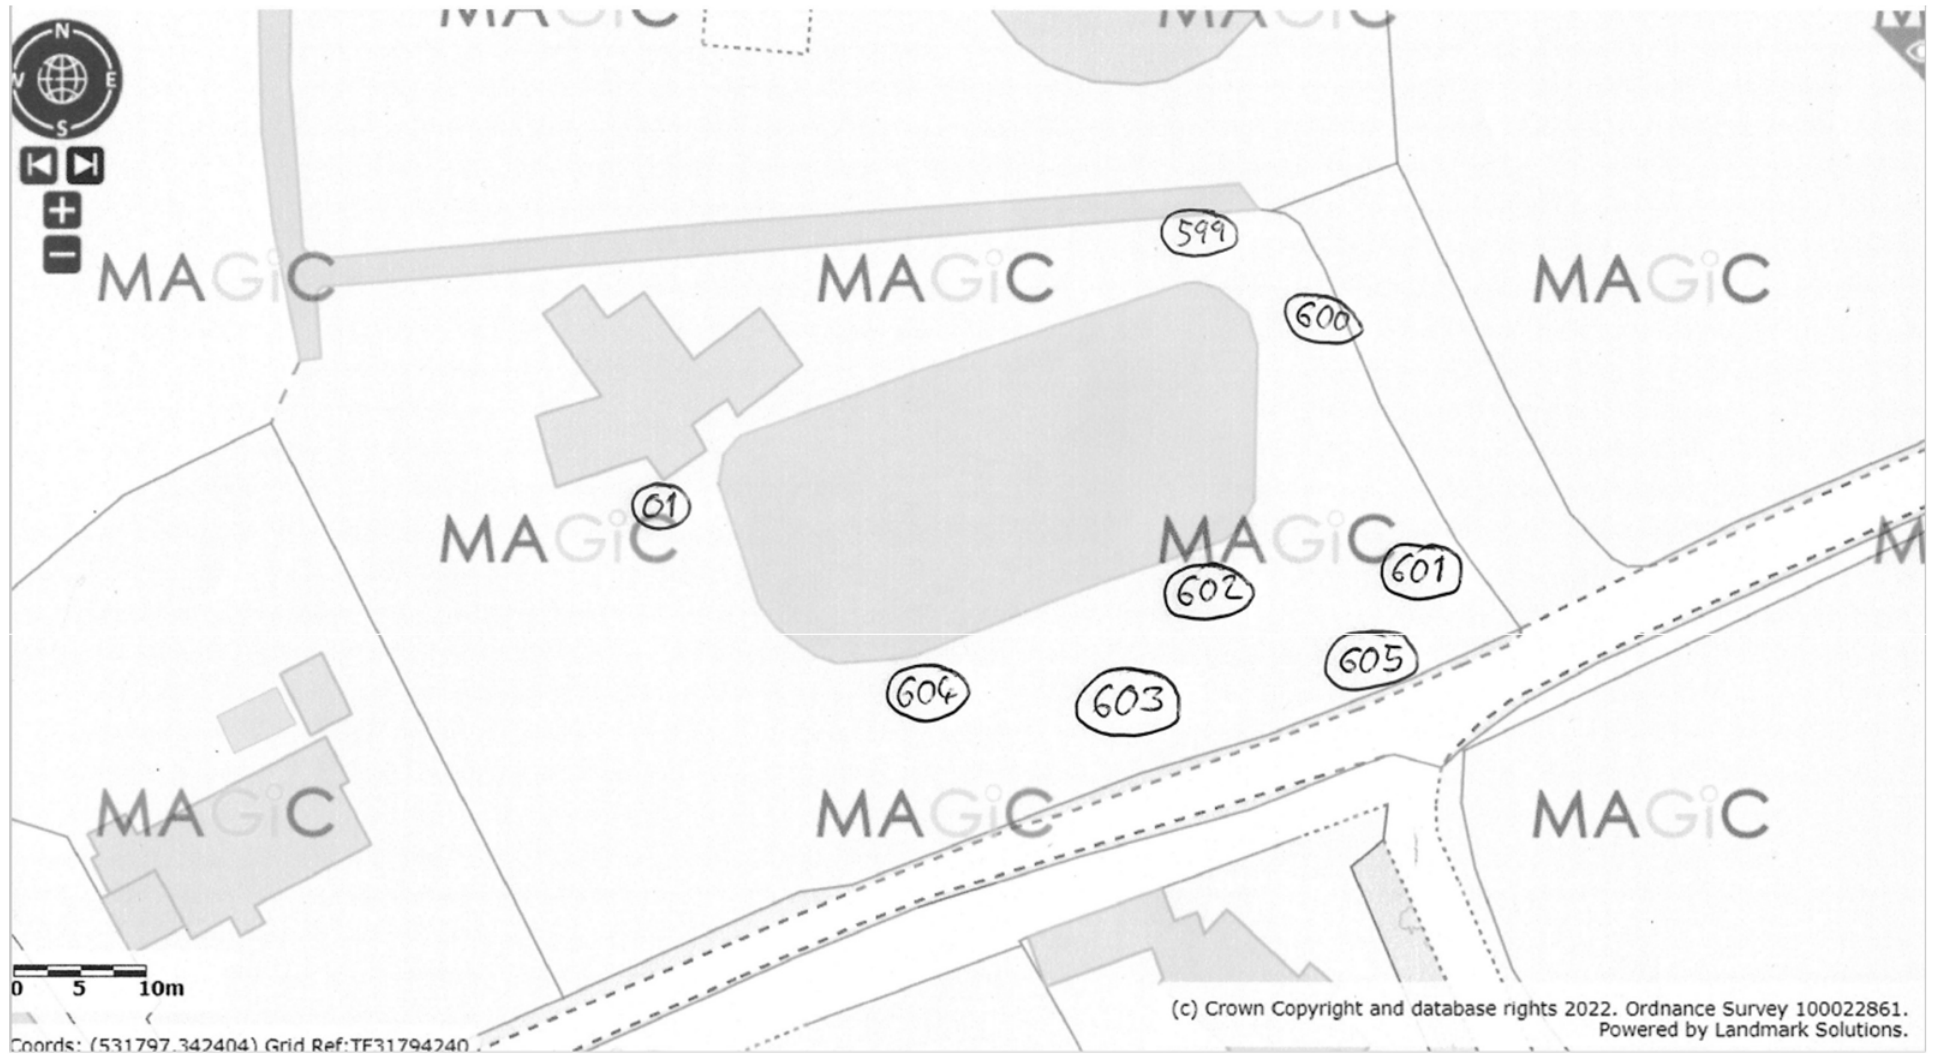 MAGiC
MAGiC
N
W
E
S
599
MAGiC
MAGiC
MAGiC
600
01
MAGiC
MAGiC
601
602
605
604
603
MAGiC
MAGiC
MAGiC
0 5 10m
(c) Crown Copyright and database rights 2022. Ordnance Survey 100022861.
Powered by Landmark Solutions.
Coords: (531797,342404) Grid Ref:TF31794240